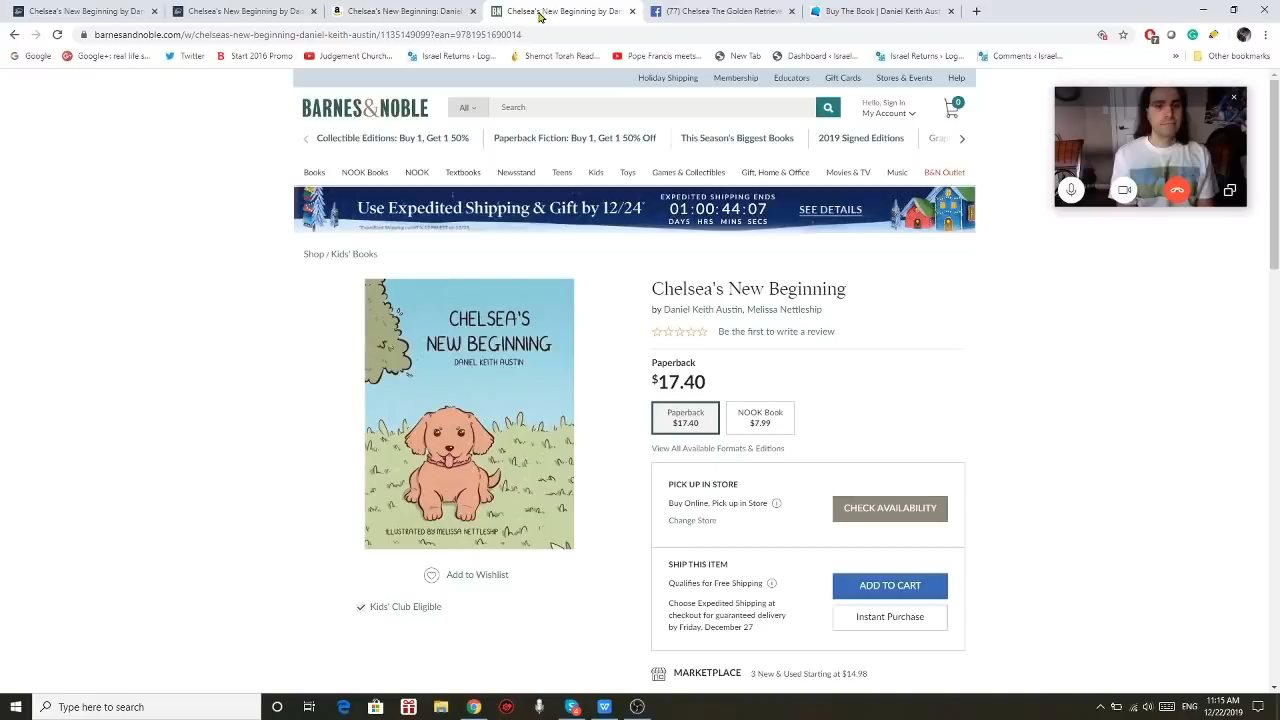 Chelsea's New Beginning by Dan
Chelsea's New Beginning by Dan
Chelsea's New Beginning: Daniel
Chelsea's New Beginning by Dan
(77) Chelsea The Golden Retrieve
Buy The Book | Daniel Keith Aust
barnesandnoble.com/w/chelseas-new-beginning-daniel-keith-austin/1135149099?ean=9781951690014
Google
Google+: real life s...
Twitter
Start 2016 Promo
Judgement Church...
Israel Returns ‹ Log...
Shemot Torah Read...
Pope Francis meets...
New Tab
Dashboard ‹ Israel...
Israel Returns ‹ Log...
Comments ‹ Israel...
»
Other bookmarks
Holiday Shipping
Membership
Educators
Gift Cards
Stores & Events
Help
BARNES&NOBLE
All
Search
Hello, Sign In
My Account
0
Collectible Editions: Buy 1, Get 1 50%
Paperback Fiction: Buy 1, Get 1 50% Off
This Season's Biggest Books
2019 Signed Editions
Grap
Books
NOOK Books
NOOK
Textbooks
Newsstand
Teens
Kids
Toys
Games & Collectibles
Gift, Home & Office
Movies & TV
Music
B&N Outlet
Use Expedited Shipping & Gift by 12/24*
EXPEDITED SHIPPING ENDS
01:00:44:07
DAYS HRS MINS SECS
SEE DETAILS
Shop / Kids' Books
CHELSEA'S
NEW BEGINNING
DANIEL KEITH AUSTIN
ILLUSTRATED BY MELISSA NETTLESHIP
Add to Wishlist
Kids' Club Eligible
Chelsea's New Beginning
by Daniel Keith Austin, Melissa Nettleship
Be the first to write a review
Paperback
$17.40
Paperback
$17.40
NOOK Book
$7.99
View All Available Formats & Editions
PICK UP IN STORE
Buy Online, Pick up in Store
Change Store
CHECK AVAILABILITY
SHIP THIS ITEM
Qualifies for Free Shipping
Choose Expedited Shipping at
checkout for guaranteed delivery
by Friday, December 27
ADD TO CART
Instant Purchase
MARKETPLACE
3 New & Used Starting at $14.98
Type here to search
11:15 AM
12/22/2019